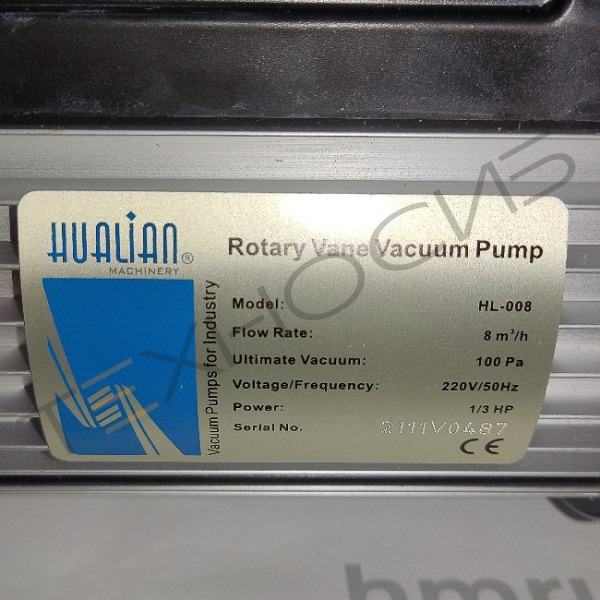 HUALIAN®
MACHINERY
Rotary Vane Vacuum Pump
Model: HL-008
Flow Rate: 8 m³/h
Ultimate Vacuum: 100 Pa
Voltage/Frequency: 220V/50Hz
Power: 1/3 HP
Serial No. 2111V0487
CE
Vacuum Pumps for Industry
ТЕХНОСИЗ